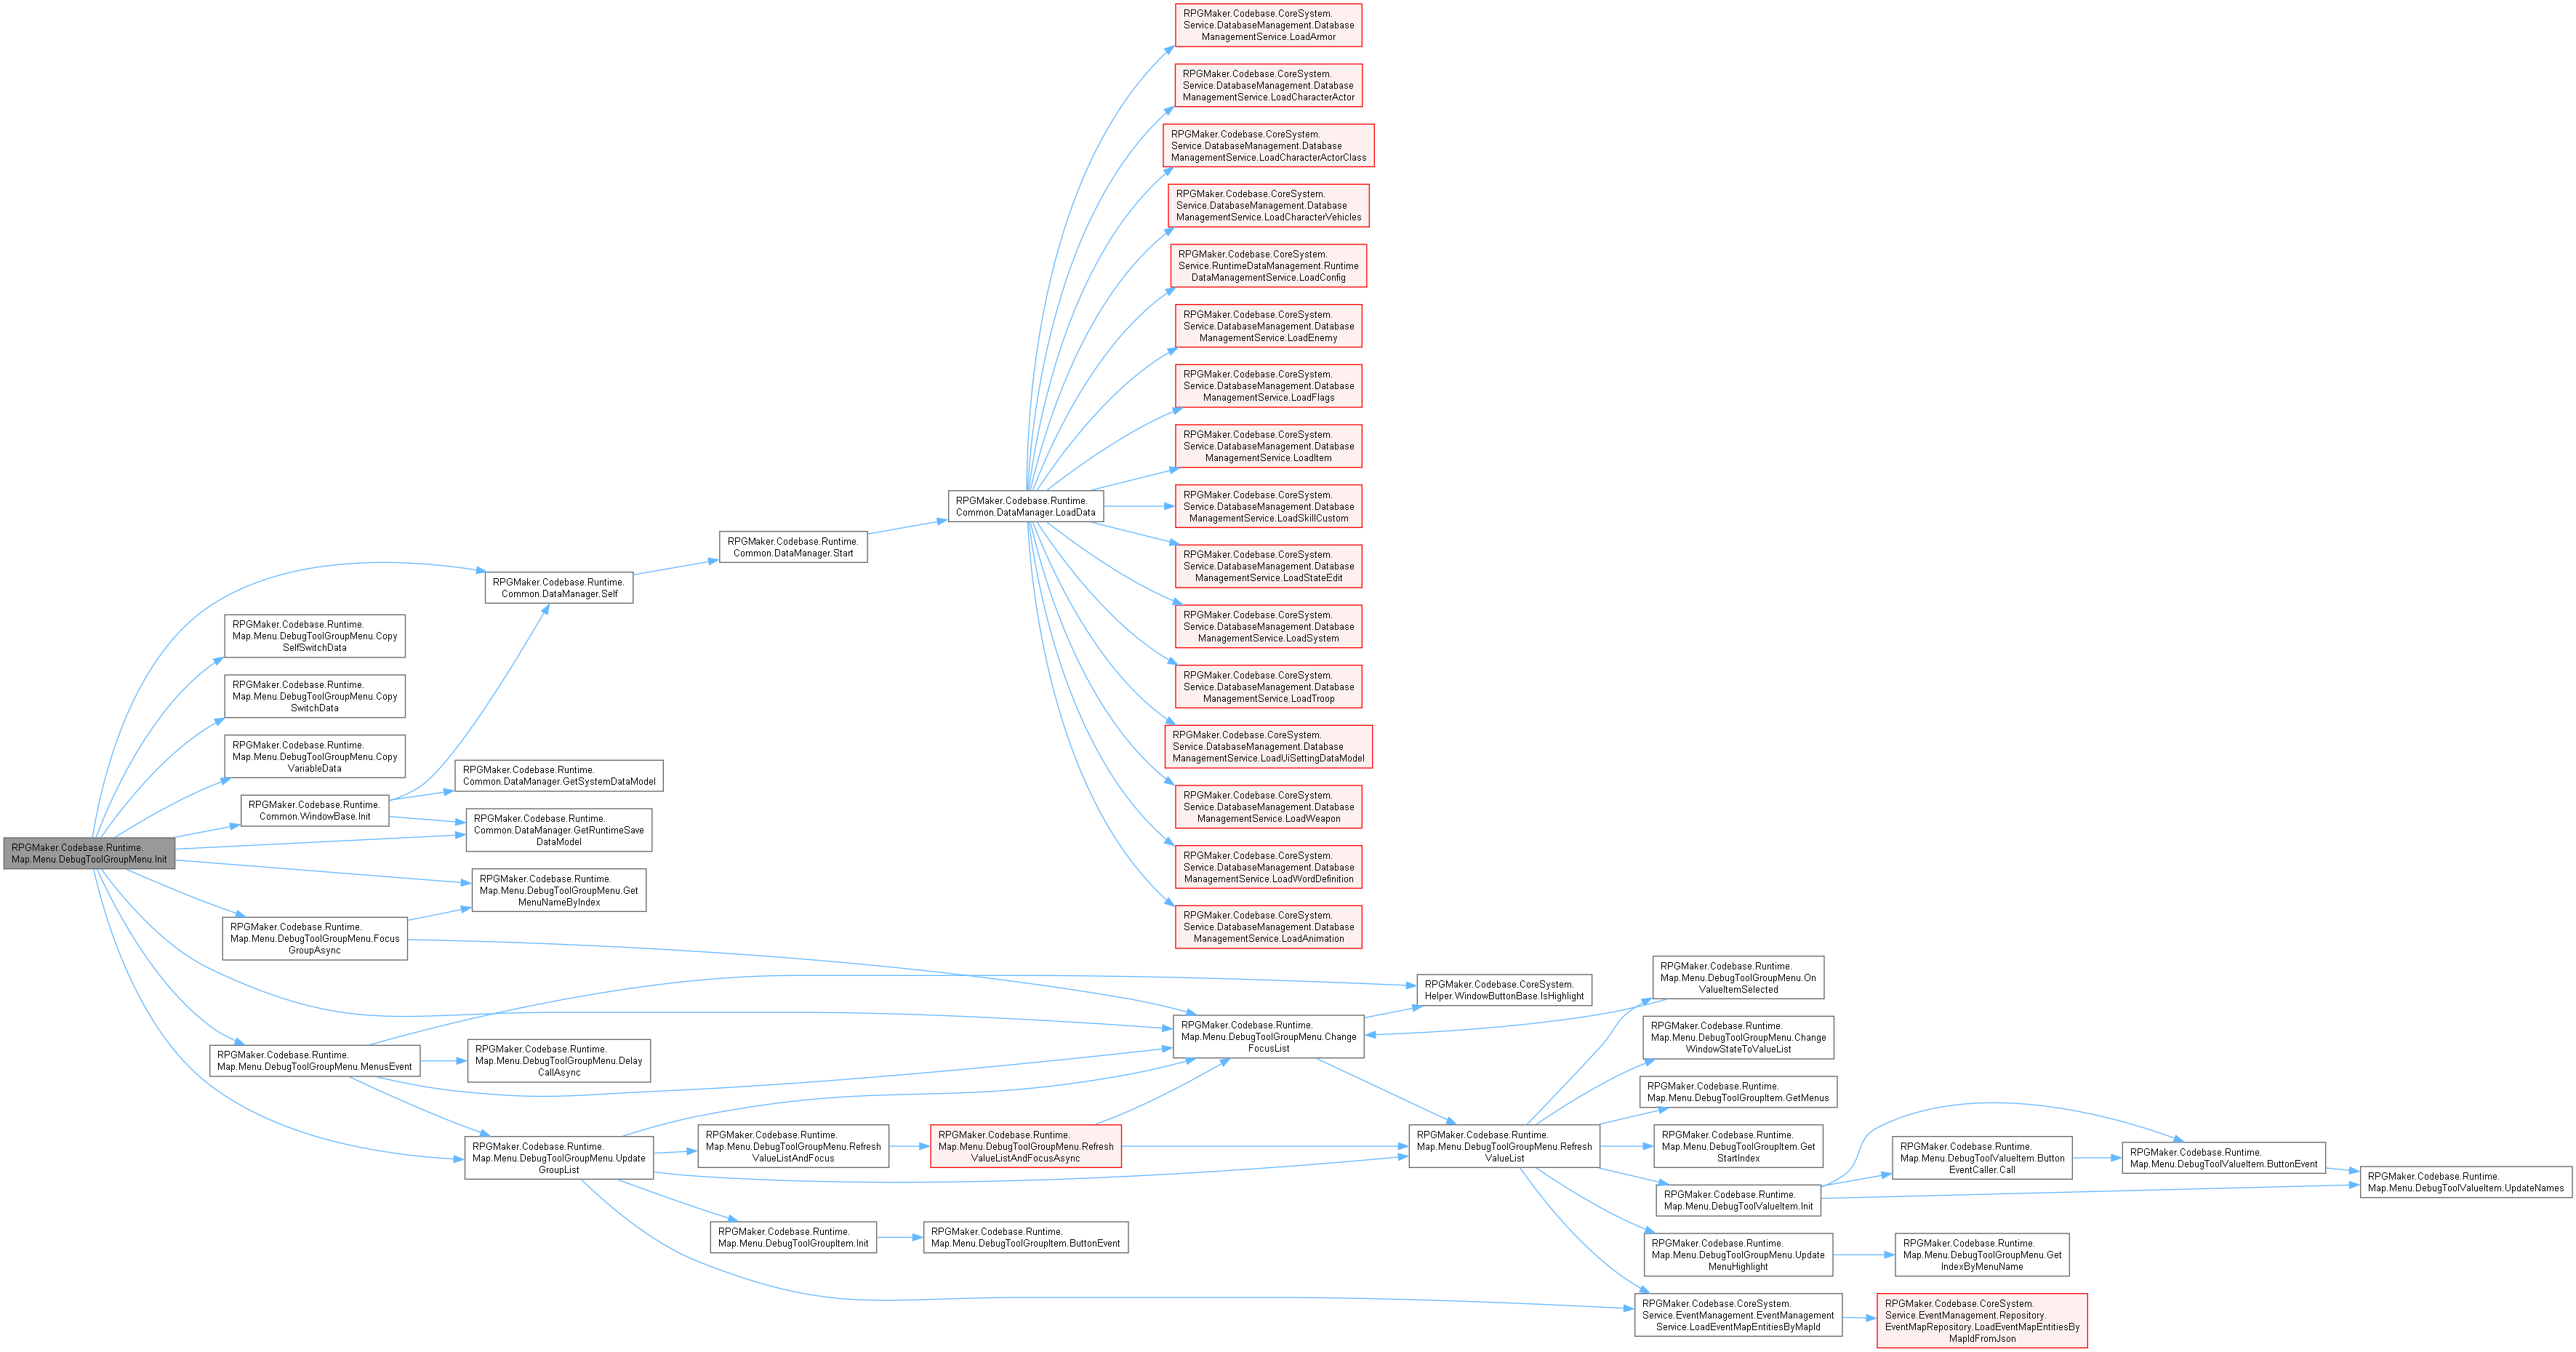 RPGMaker.Codebase.CoreSystem.
Service.DatabaseManagement.Database
ManagementService.LoadArmor
RPGMaker.Codebase.CoreSystem.
Service.DatabaseManagement.Database
ManagementService.LoadCharacterActor
RPGMaker.Codebase.CoreSystem.
Service.DatabaseManagement.Database
ManagementService.LoadCharacterActorClass
RPGMaker.Codebase.CoreSystem.
Service.DatabaseManagement.Database
ManagementService.LoadCharacterVehicles
RPGMaker.Codebase.CoreSystem.
Service.RuntimeDataManagement.Runtime
DataManagementService.LoadConfig
RPGMaker.Codebase.CoreSystem.
Service.DatabaseManagement.Database
ManagementService.LoadEnemy
RPGMaker.Codebase.CoreSystem.
Service.DatabaseManagement.Database
ManagementService.LoadFlags
RPGMaker.Codebase.CoreSystem.
Service.DatabaseManagement.Database
ManagementService.LoadItem
RPGMaker.Codebase.Runtime.
Common.DataManager.LoadData
RPGMaker.Codebase.CoreSystem.
Service.DatabaseManagement.Database
ManagementService.LoadSkillCustom
RPGMaker.Codebase.Runtime.
Common.DataManager.Start
RPGMaker.Codebase.CoreSystem.
Service.DatabaseManagement.Database
ManagementService.LoadStateEdit
RPGMaker.Codebase.Runtime.
Common.DataManager.Self
RPGMaker.Codebase.CoreSystem.
Service.DatabaseManagement.Database
ManagementService.LoadSystem
RPGMaker.Codebase.Runtime.
Map.Menu.DebugToolGroupMenu.Copy
SelfSwitchData
RPGMaker.Codebase.CoreSystem.
Service.DatabaseManagement.Database
ManagementService.LoadTroop
RPGMaker.Codebase.Runtime.
Map.Menu.DebugToolGroupMenu.Copy
SwitchData
RPGMaker.Codebase.CoreSystem.
Service.DatabaseManagement.Database
ManagementService.LoadUiSettingDataModel
RPGMaker.Codebase.Runtime.
Map.Menu.DebugToolGroupMenu.Copy
VariableData
RPGMaker.Codebase.Runtime.
Common.DataManager.GetSystemDataModel
RPGMaker.Codebase.CoreSystem.
Service.DatabaseManagement.Database
ManagementService.LoadWeapon
RPGMaker.Codebase.Runtime.
Common.WindowBase.Init
RPGMaker.Codebase.Runtime.
Common.DataManager.GetRuntimeSave
DataModel
RPGMaker.Codebase.Runtime.
Map.Menu.DebugToolGroupMenu.Init
RPGMaker.Codebase.CoreSystem.
Service.DatabaseManagement.Database
ManagementService.LoadWordDefinition
RPGMaker.Codebase.Runtime.
Map.Menu.DebugToolGroupMenu.Get
MenuNameByIndex
RPGMaker.Codebase.CoreSystem.
Service.DatabaseManagement.Database
ManagementService.LoadAnimation
RPGMaker.Codebase.Runtime.
Map.Menu.DebugToolGroupMenu.Focus
GroupAsync
RPGMaker.Codebase.Runtime.
Map.Menu.DebugToolGroupMenu.On
ValueItemSelected
RPGMaker.Codebase.CoreSystem.
Helper.WindowButtonBase.IsHighlight
RPGMaker.Codebase.Runtime.
Map.Menu.DebugToolGroupMenu.Change
FocusList
RPGMaker.Codebase.Runtime.
Map.Menu.DebugToolGroupMenu.Change
WindowStateToValueList
RPGMaker.Codebase.Runtime.
Map.Menu.DebugToolGroupMenu.MenusEvent
RPGMaker.Codebase.Runtime.
Map.Menu.DebugToolGroupMenu.Delay
CallAsync
RPGMaker.Codebase.Runtime.
Map.Menu.DebugToolGroupItem.GetMenus
RPGMaker.Codebase.Runtime.
Map.Menu.DebugToolGroupMenu.Update
GroupList
RPGMaker.Codebase.Runtime.
Map.Menu.DebugToolGroupMenu.Refresh
ValueListAndFocus
RPGMaker.Codebase.Runtime.
Map.Menu.DebugToolGroupMenu.Refresh
ValueListAndFocusAsync
RPGMaker.Codebase.Runtime.
Map.Menu.DebugToolGroupMenu.Refresh
ValueList
RPGMaker.Codebase.Runtime.
Map.Menu.DebugToolGroupItem.Get
StartIndex
RPGMaker.Codebase.Runtime.
Map.Menu.DebugToolValueItem.Button
EventCaller.Call
RPGMaker.Codebase.Runtime.
Map.Menu.DebugToolValueItem.ButtonEvent
RPGMaker.Codebase.Runtime.
Map.Menu.DebugToolValueItem.UpdateNames
RPGMaker.Codebase.Runtime.
Map.Menu.DebugToolValueItem.Init
RPGMaker.Codebase.Runtime.
Map.Menu.DebugToolGroupItem.Init
RPGMaker.Codebase.Runtime.
Map.Menu.DebugToolGroupItem.ButtonEvent
RPGMaker.Codebase.Runtime.
Map.Menu.DebugToolGroupMenu.Update
MenuHighlight
RPGMaker.Codebase.Runtime.
Map.Menu.DebugToolGroupMenu.Get
IndexByMenuName
RPGMaker.Codebase.CoreSystem.
Service.EventManagement.EventManagement
Service.LoadEventMapEntitiesByMapId
RPGMaker.Codebase.CoreSystem.
Service.EventManagement.Repository.
EventMapRepository.LoadEventMapEntitiesBy
MapIdFromJson